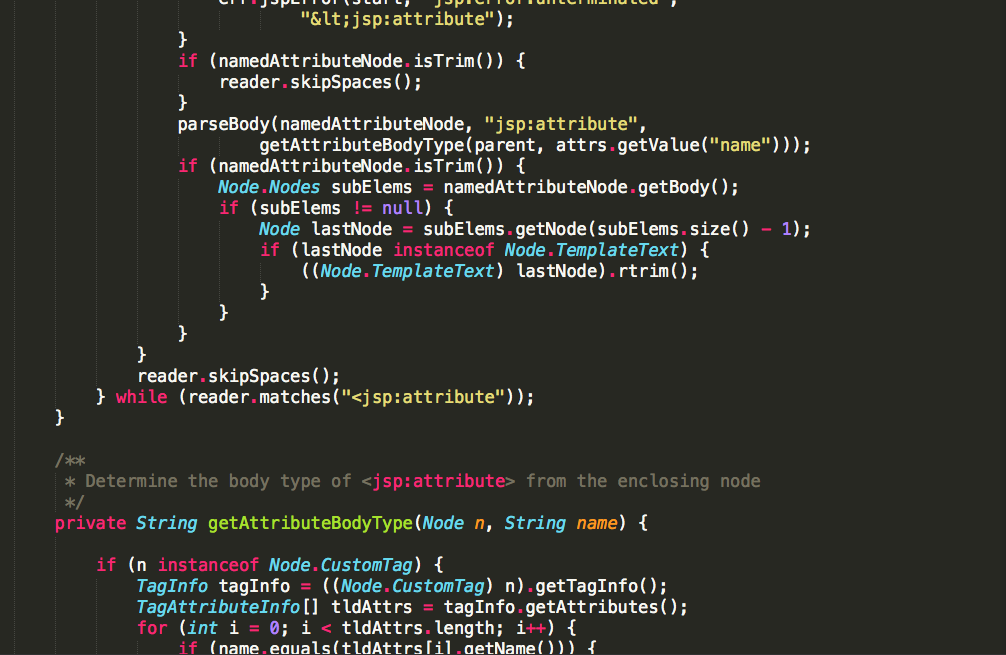 err.jspError(start, "jsp.error.unterminated",
"&lt;jsp:attribute");
}
if (namedAttributeNode.isTrim()) {
reader.skipSpaces();
}
parseBody(namedAttributeNode, "jsp:attribute",
getAttributeBodyType(parent, attrs.getValue("name")));
if (namedAttributeNode.isTrim()) {
Node.Nodes subElems = namedAttributeNode.getBody();
if (subElems != null) {
Node lastNode = subElems.getNode(subElems.size() - 1);
if (lastNode instanceof Node.TemplateText) {
((Node.TemplateText) lastNode).rtrim();
}
}
}
}
reader.skipSpaces();
} while (reader.matches("<jsp:attribute"));
}
/**
* Determine the body type of <jsp:attribute> from the enclosing node
*/
private String getAttributeBodyType(Node n, String name) {
if (n instanceof Node.CustomTag) {
TagInfo tagInfo = ((Node.CustomTag) n).getTagInfo();
TagAttributeInfo[] tldAttrs = tagInfo.getAttributes();
for (int i = 0; i < tldAttrs.length; i++) {
if (name.equals(tldAttrs[i].getName())) {